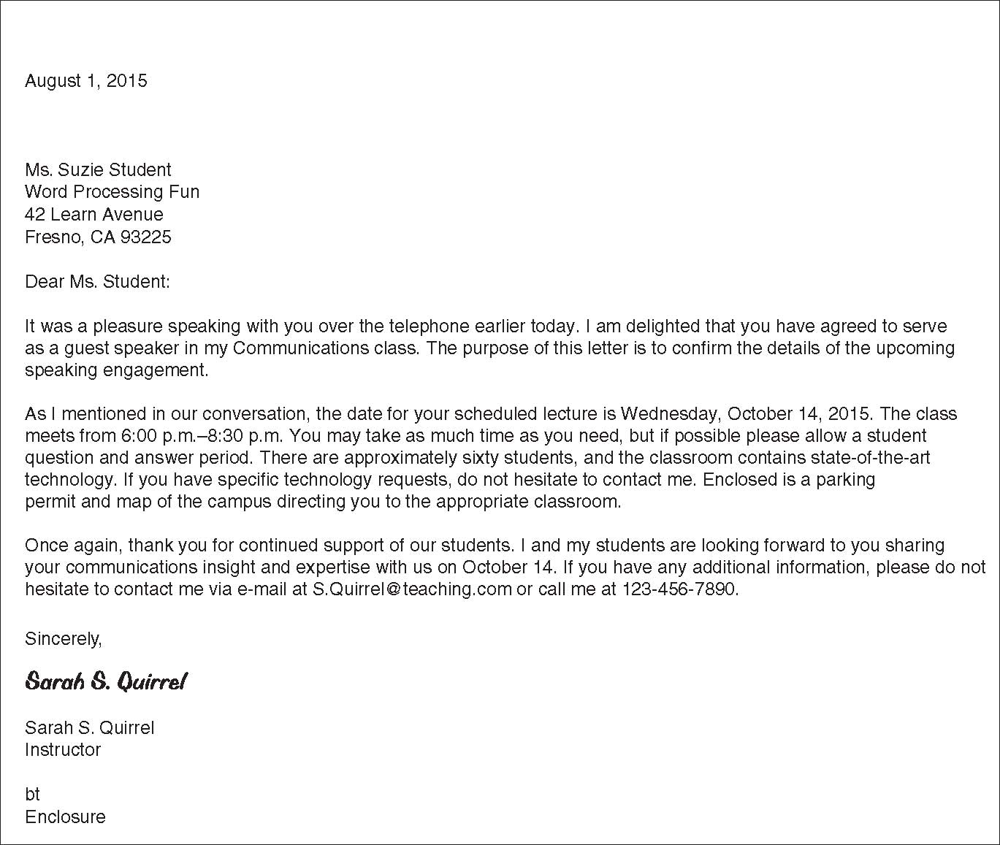 August 1, 2015
Ms. Suzie Student
Word Processing Fun
42 Learn Avenue
Fresno, CA 93225
Dear Ms. Student:
It was a pleasure speaking with you over the telephone earlier today. I am delighted that you have agreed to serve
as a guest speaker in my Communications class. The purpose of this letter is to confirm the details of the upcoming
speaking engagement.
As I mentioned in our conversation, the date for your scheduled lecture is Wednesday, October 14, 2015. The class
meets from 6:00 p.m.–8:30 p.m. You may take as much time as you need, but if possible please allow a student
question and answer period. There are approximately sixty students, and the classroom contains state-of-the-art
technology. If you have specific technology requests, do not hesitate to contact me. Enclosed is a parking
permit and map of the campus directing you to the appropriate classroom.
Once again, thank you for continued support of our students. I and my students are looking forward to you sharing
your communications insight and expertise with us on October 14. If you have any additional information, please do not
hesitate to contact me via e-mail at S.Quirrel@teaching.com or call me at 123-456-7890.
Sincerely,
Sarah S. Quirrel
Sarah S. Quirrel
Instructor
bt
Enclosure